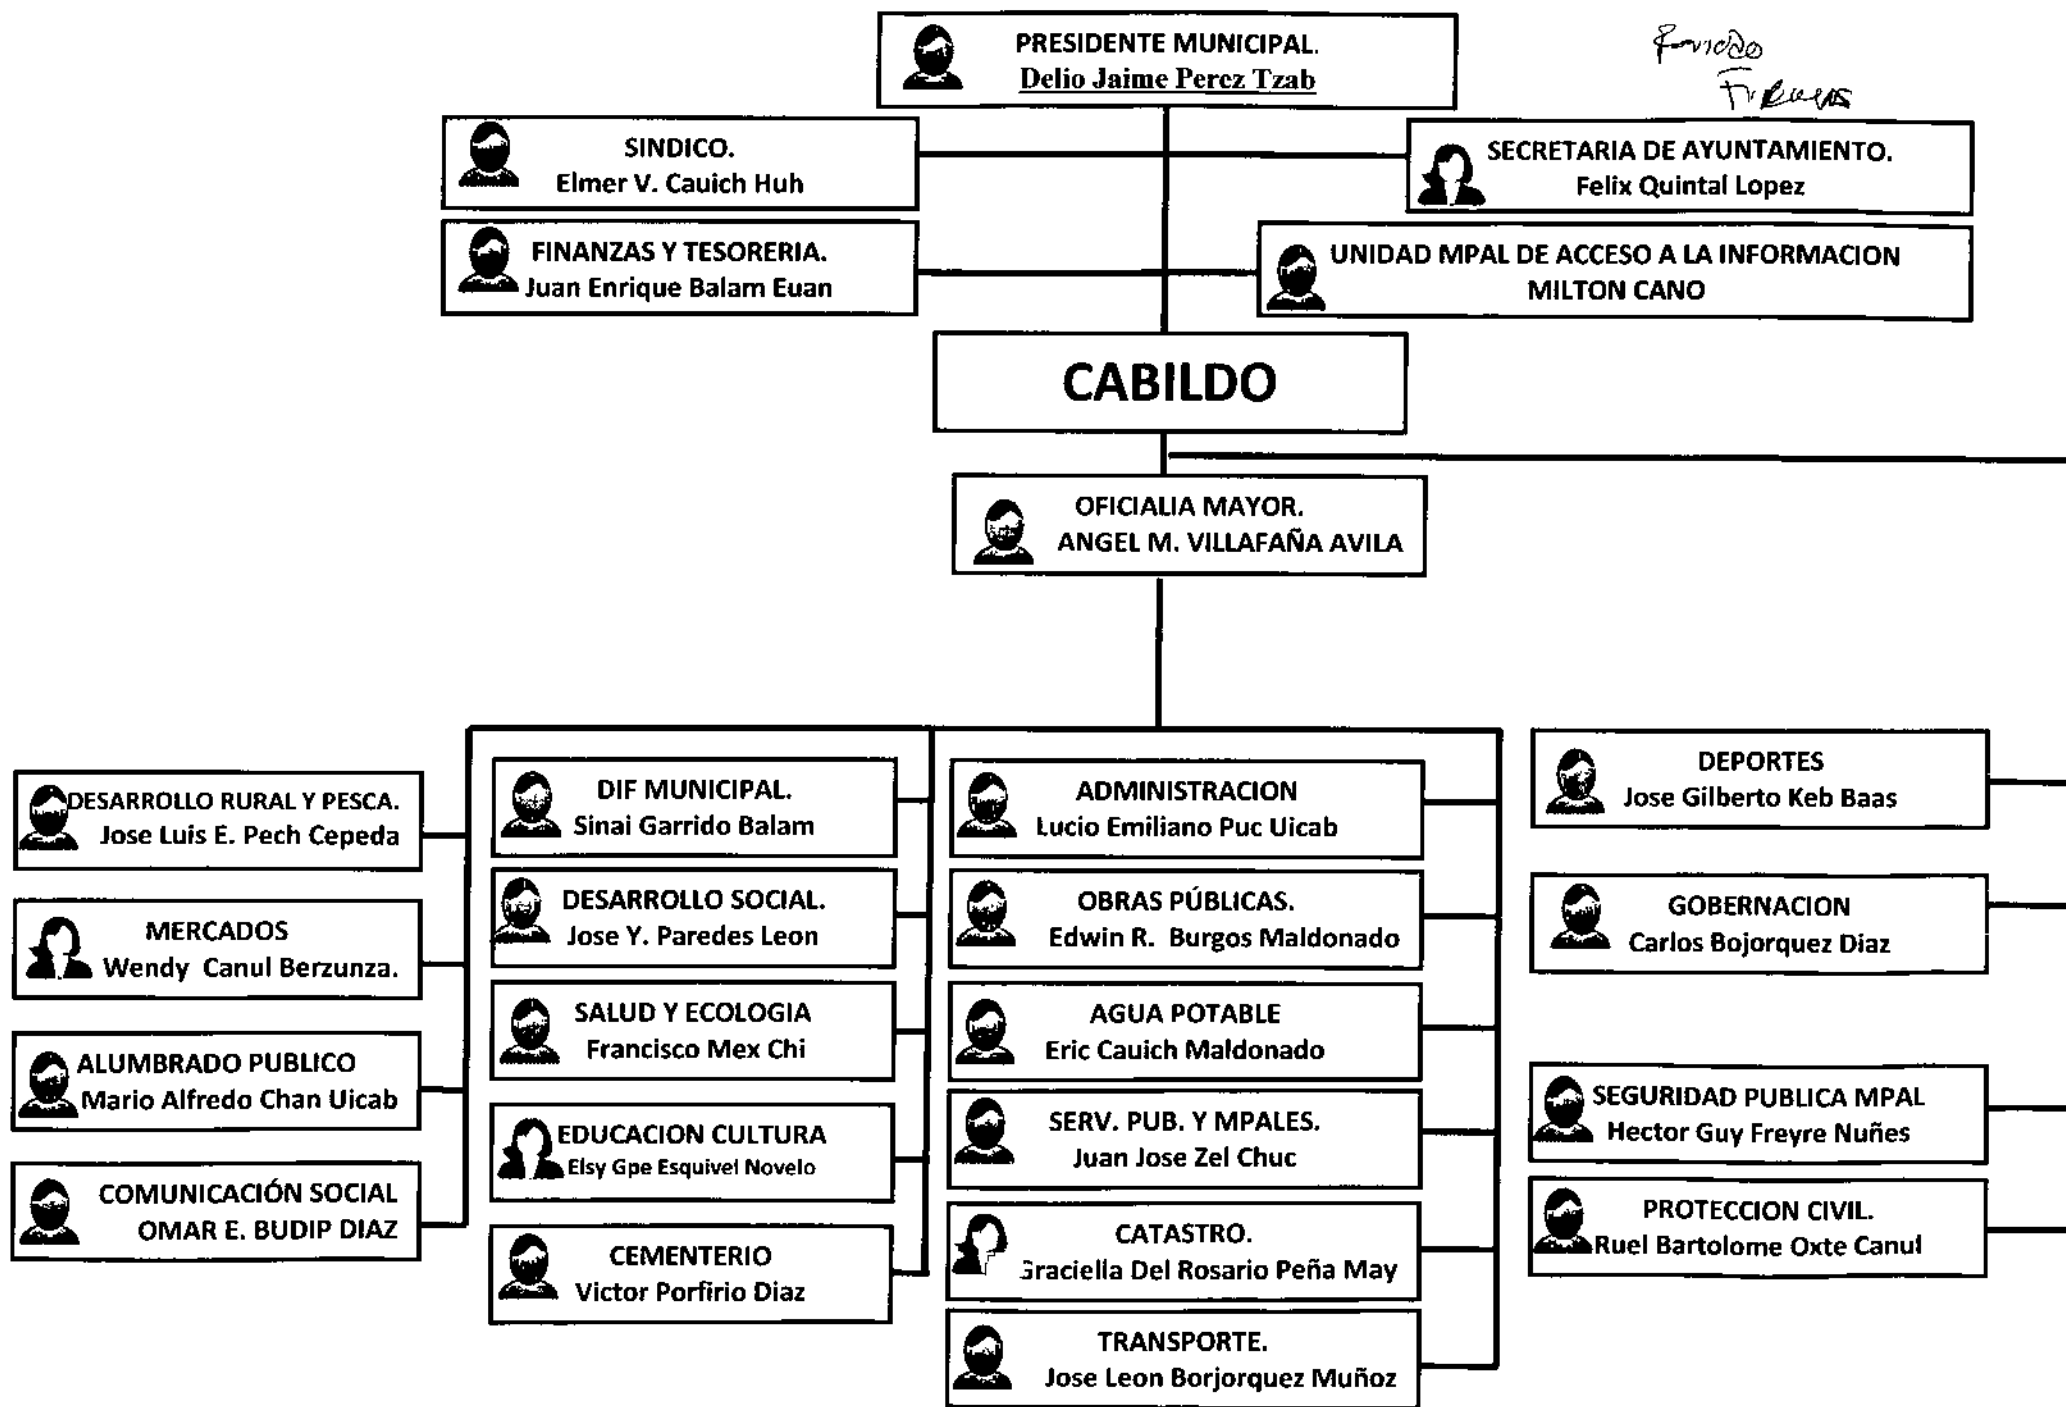 PRESIDENTE MUNICIPAL.
Delio Jaime Perez Tzab
SINDICO.
Elmer V. Cauich Huh
SECRETARIA DE AYUNTAMIENTO.
Felix Quintal Lopez
FINANZAS Y TESORERIA.
Juan Enrique Balam Euan
UNIDAD MPAL DE ACCESO A LA INFORMACION
MILTON CANO
CABILDO
OFICIALIA MAYOR.
ANGEL M. VILLAFAÑA AVILA
DESARROLLO RURAL Y PESCA.
Jose Luis E. Pech Cepeda
MERCADOS
Wendy Canul Berzunza.
ALUMBRADO PUBLICO
Mario Alfredo Chan Uicab
COMUNICACIÓN SOCIAL
OMAR E. BUDIP DIAZ
DIF MUNICIPAL.
Sinai Garrido Balam
DESARROLLO SOCIAL.
Jose Y. Paredes Leon
SALUD Y ECOLOGIA
Francisco Mex Chi
EDUCACION CULTURA
Elsy Gpe Esquivel Novelo
CEMENTERIO
Victor Porfirio Diaz
ADMINISTRACION
Lucio Emiliano Puc Uicab
OBRAS PÚBLICAS.
Edwin R. Burgos Maldonado
AGUA POTABLE
Eric Cauich Maldonado
SERV. PUB. Y MPALES.
Juan Jose Zel Chuc
CATASTRO.
Graciella Del Rosario Peña May
TRANSPORTE.
Jose Leon Borjorquez Muñoz
DEPORTES
Jose Gilberto Keb Baas
GOBERNACION
Carlos Bojorquez Diaz
SEGURIDAD PUBLICA MPAL
Hector Guy Freyre Nuñes
PROTECCION CIVIL.
Ruel Bartolome Oxte Canul